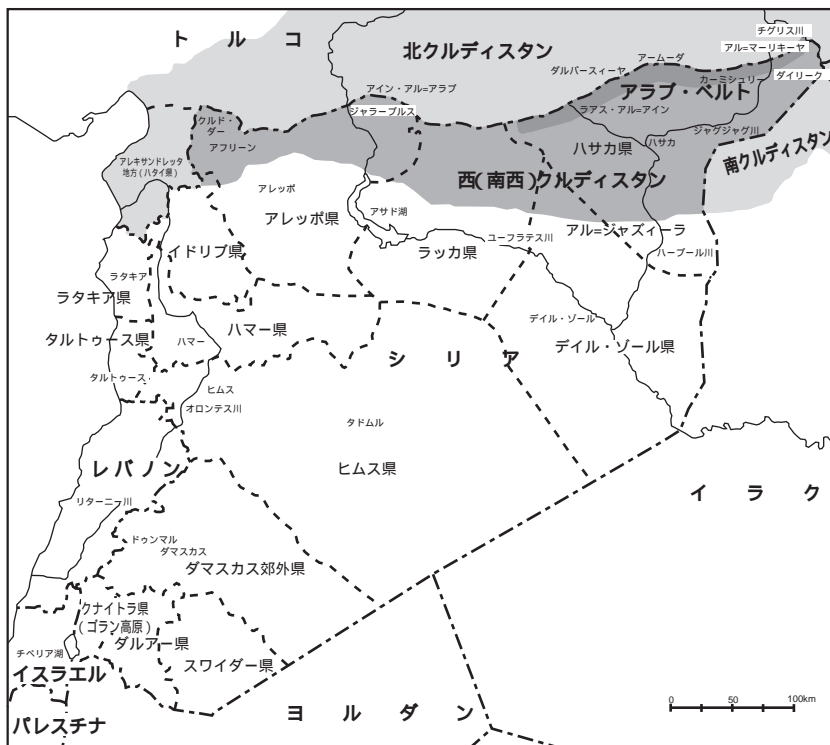 トルコ
北クルディスタン
チグリス川
アル=マーリキーヤ
アームーダ
ダルバースィーヤ
カーミシュリー
ダイリーク
アイン・アル=アラブ
アラブ・ベルト
ジャラーブルス
ラアス・アル=アイン
クルド・
ダー
アフリーン
ハサカ
ジャグジャグ川
ハサカ県
南クルディスタン
アレキサンドレッタ
地方(ハタイ県)
西(南西)クルディスタン
アレッポ
アレッポ県
アサド湖
ユーフラテス川
アル=ジャズィーラ
イドリブ県
ラッカ県
ハーブール川
ラタキア
ラタキア県
タルトゥース県
ハマー
ハマー県
デイル・ゾール
デイル・ゾール県
シリア
タルトゥース
ヒムス
オロンテス川
タドムル
ヒムス県
レバノン
イラク
リターニー川
ドゥンマル
ダマスカス
ダマスカス郊外県
クナイトラ県
(ゴラン高原)
ダルアー県
チベリア湖
スワイダー県
イスラエル
パレスチナ
ヨルダン
0 50 100km